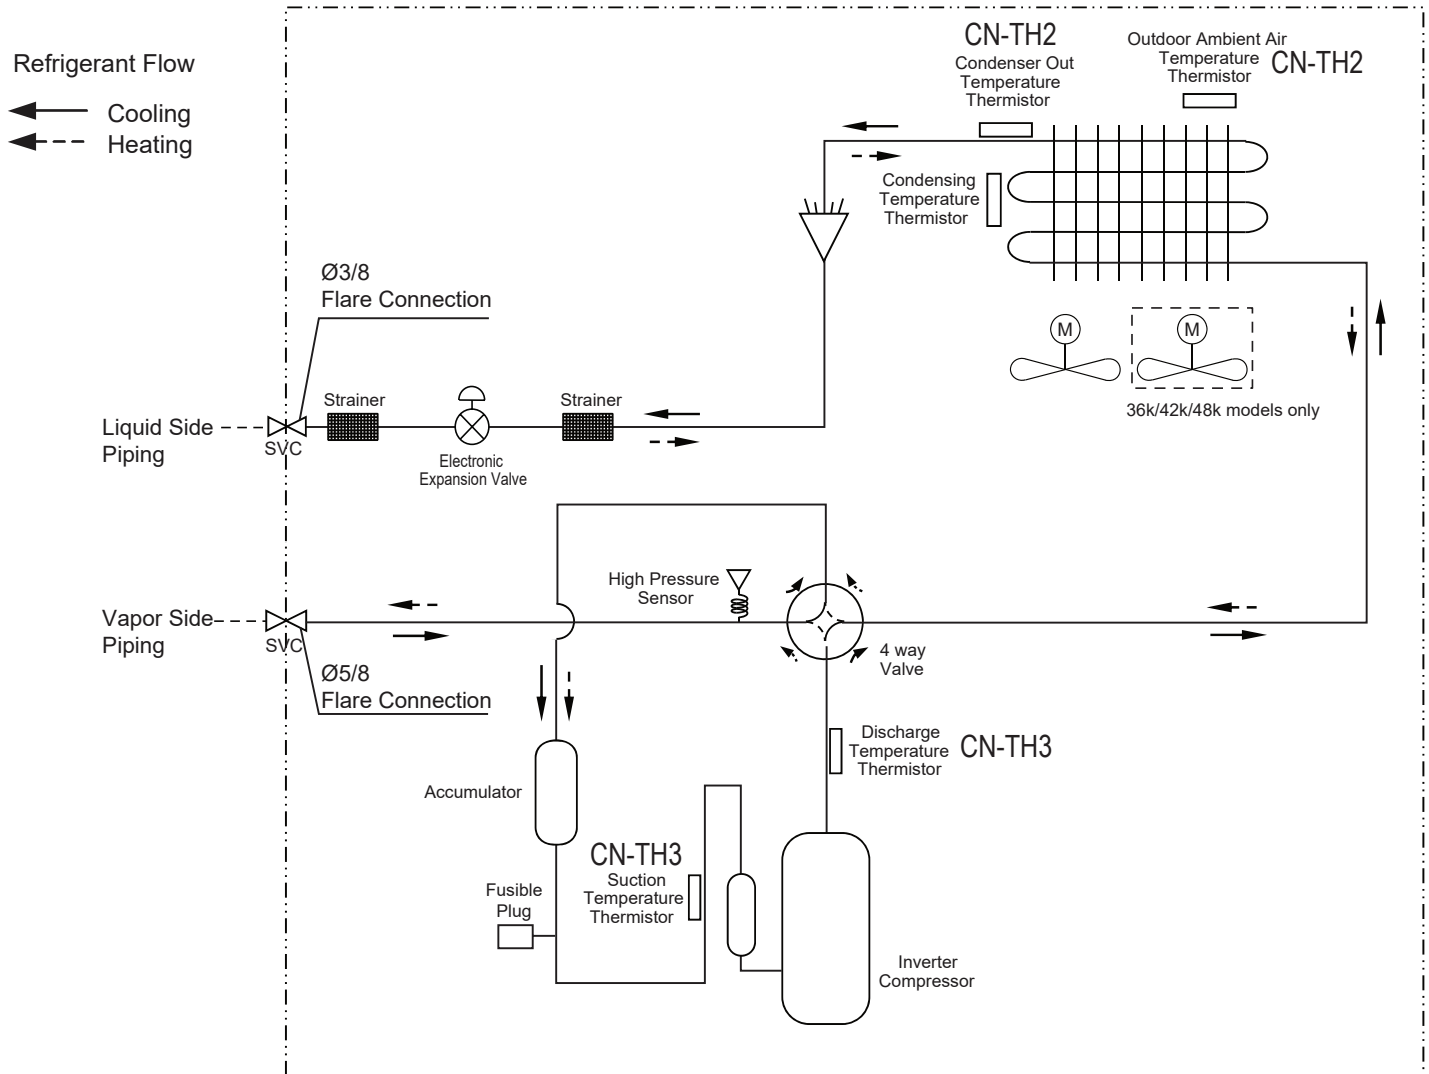 Refrigerant Flow
Cooling
Heating
CN-TH2
Condenser Out
Temperature
Thermistor
Outdoor Ambient Air
Temperature
Thermistor
CN-TH2
Condensing
Temperature
Thermistor
Ø3/8
Flare Connection
M
M
36k/42k/48k models only
Strainer
Strainer
Liquid Side
Piping
SVC
Electronic
Expansion Valve
High Pressure
Sensor
Vapor Side
Piping
SVC
4 way
Valve
Ø5/8
Flare Connection
Discharge
Temperature
Thermistor
CN-TH3
Accumulator
CN-TH3
Suction
Temperature
Thermistor
Fusible
Plug
Inverter
Compressor